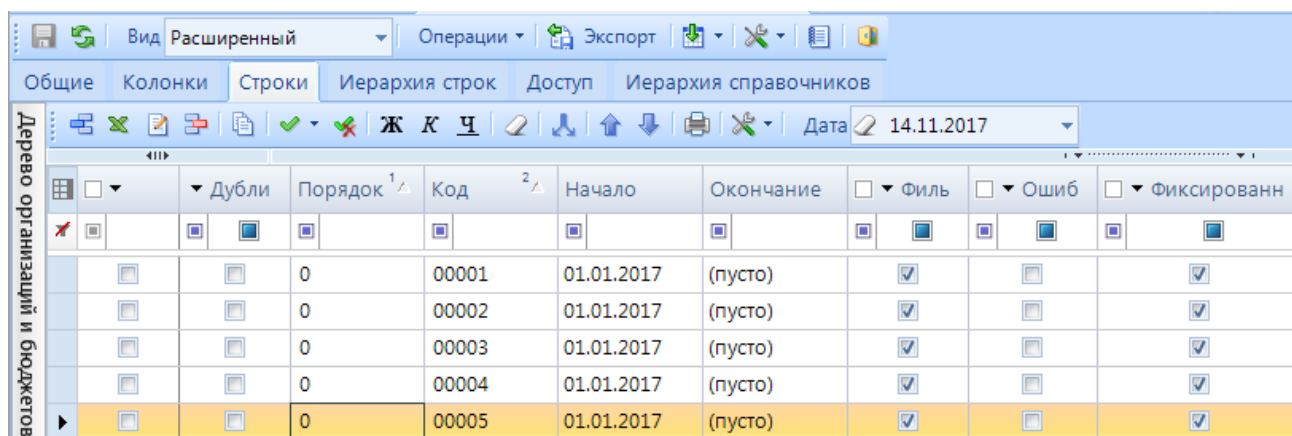 Вид Расширенный Операции Экспорт
Общие Колонки Строки Иерархия строк Доступ Иерархия справочников
Ж К Ч Дата 14.11.2017
Дерево организаций и бюджетов
Дубли Порядок 1 Код 2 Начало Окончание Филь Ошиб Фиксированн
0 00001 01.01.2017 (пусто)
0 00002 01.01.2017 (пусто)
0 00003 01.01.2017 (пусто)
0 00004 01.01.2017 (пусто)
0 00005 01.01.2017 (пусто)